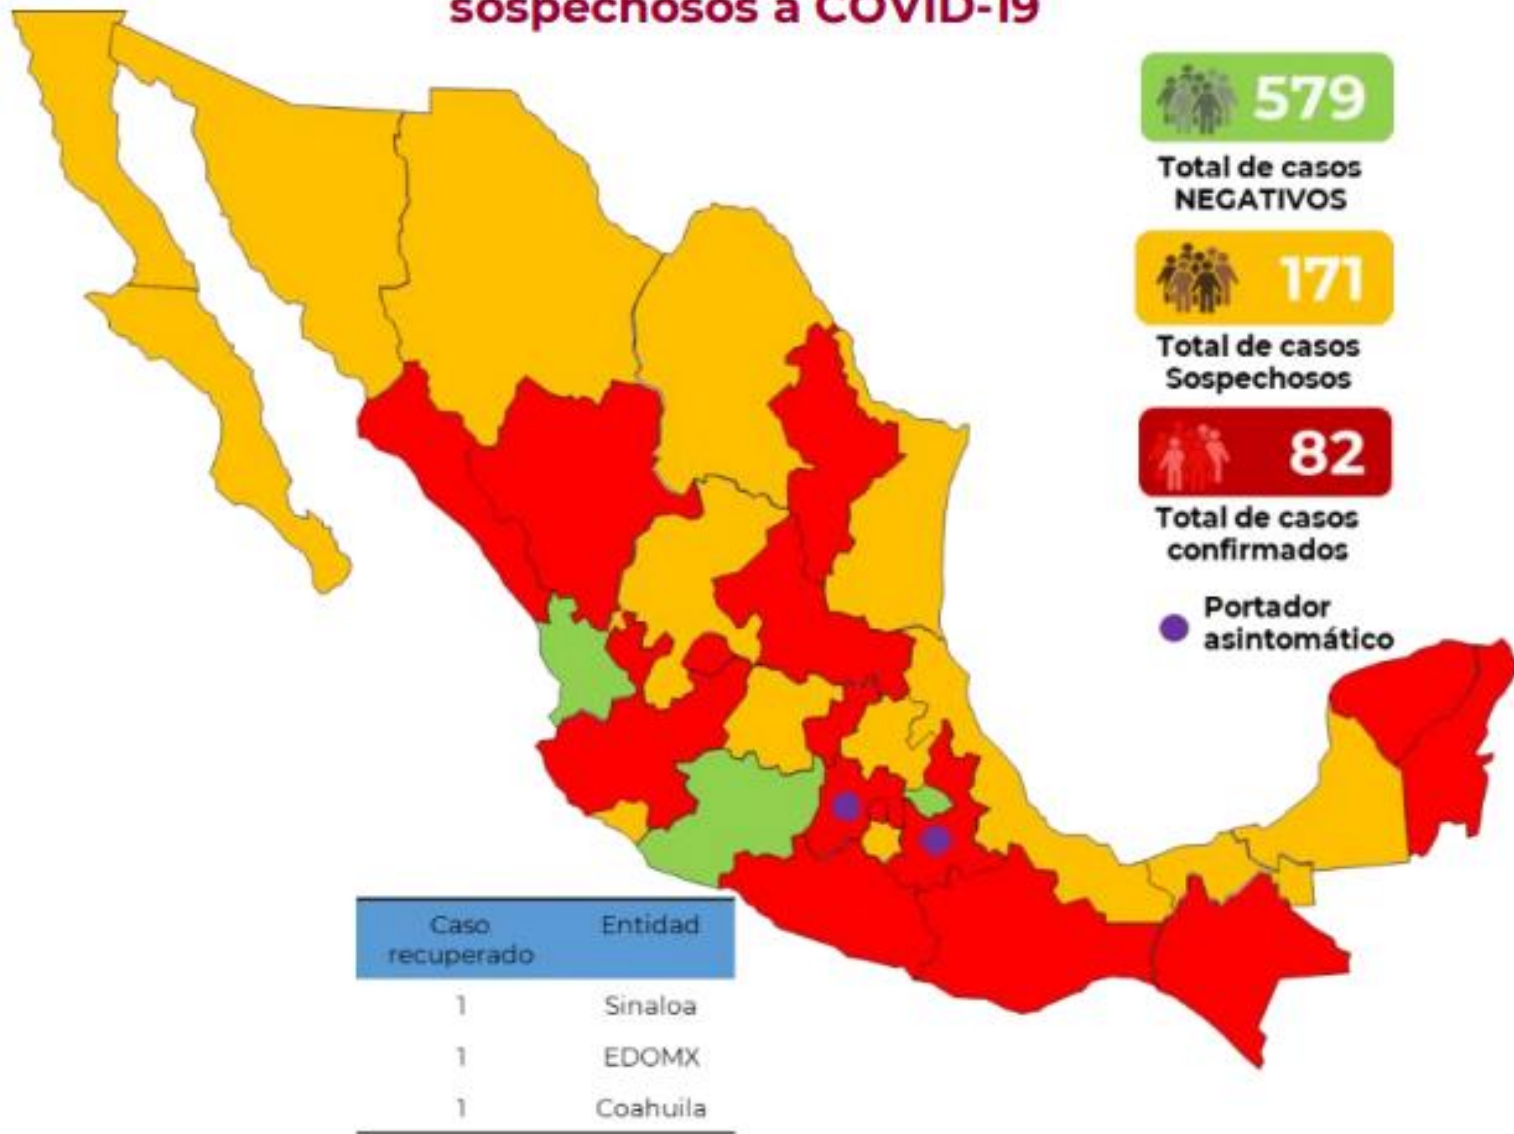 sospechosos a COVID-19
579
Total de casos
NEGATIVOS
171
Total de casos
Sospechosos
82
Total de casos
confirmados
Portador
asintomático
Caso recuperado Entidad
1 Sinaloa
1 EDOMX
1 Coahuila